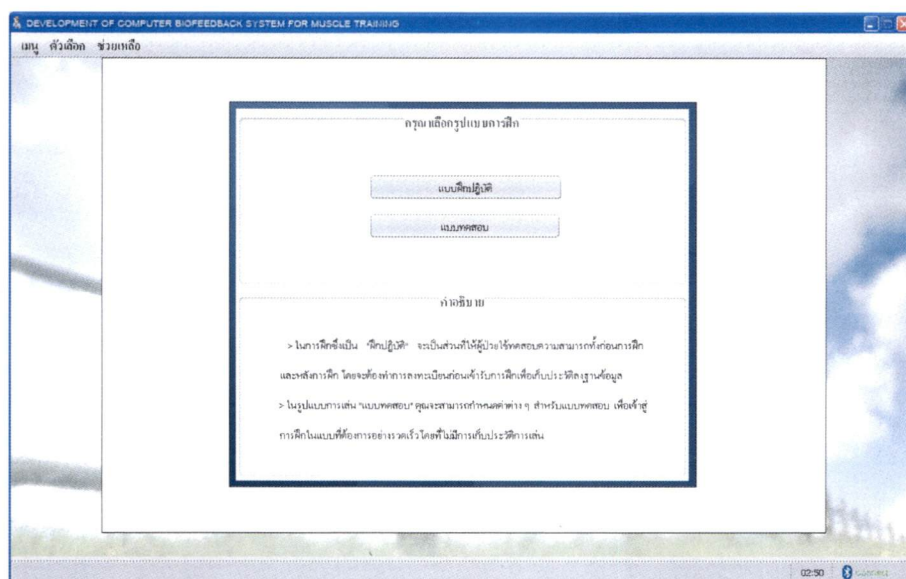 DEVELOPMENT OF COMPUTER BIOFEEDBACK SYSTEM FOR MUSCLE TRAINING
เมนู ตัวเลือก ช่วยเหลือ
กรุณาเลือกรูปแบบการฝึก
แบบฝึกปฏิบัติ
แบบทดสอบ
คำอธิบาย
> ในการฝึกซึ่งเป็น "ฝึกปฏิบัติ" จะเป็นส่วนที่ให้ผู้ป่วยใช้ทดสอบความสามารถทั้งก่อนการฝึก
และหลังการฝึก โดยจะต้องทำการลงทะเบียนก่อนเข้ารับการฝึกเพื่อเก็บประวัติลงฐานข้อมูล
> ในรูปแบบการเล่น "แบบทดสอบ" คุณจะสามารถกำหนดค่าต่าง ๆ สำหรับแบบทดสอบ เพื่อเข้าสู่
การฝึกในแบบที่ต้องการอย่างรวดเร็ว โดยที่ไม่มีการเก็บประวัติการเล่น
02:50